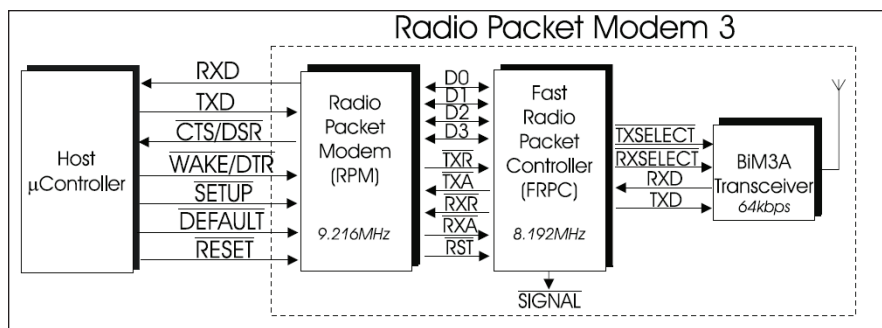 Radio Packet Modem 3
Host
μController
RXD
TXD
CTS/DSR
WAKE/DTR
SETUP
DEFAULT
RESET
Radio
Packet
Modem
(RPM)
9.216MHz
D0
D1
D2
D3
TXR
TXA
RXR
RXA
RST
Fast
Radio
Packet
Controller
(FRPC)
8.192MHz
SIGNAL
TXSELECT
RXSELECT
RXD
TXD
BiM3A
Transceiver
64kbps